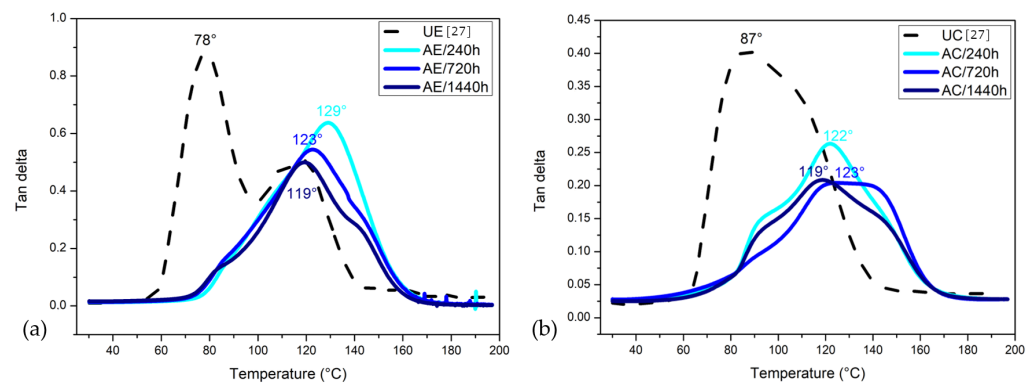 1.0
0.8
0.6
0.4
0.2
0.0
Tan delta
78°
129°
123°
119°
UE [27]
AE/240h
AE/720h
AE/1440h
40 60 80 100 120 140 160 180 200
Temperature (°C)
(a)
0.45
0.40
0.35
0.30
0.25
0.20
0.15
0.10
0.05
0.00
Tan delta
87°
122°
119° 123°
UC [27]
AC/240h
AC/720h
AC/1440h
40 60 80 100 120 140 160 180 200
Temperature (°C)
(b)